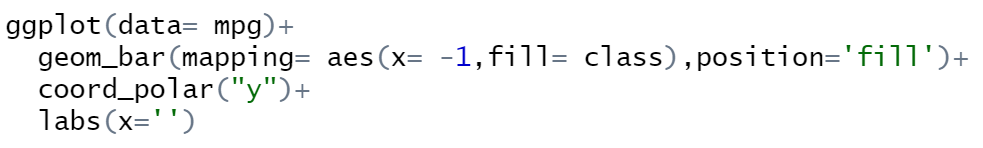 ggplot(data= mpg)+
  geom_bar(mapping= aes(x= -1,fill= class),position='fill')+
  coord_polar("y")+
  labs(x='')